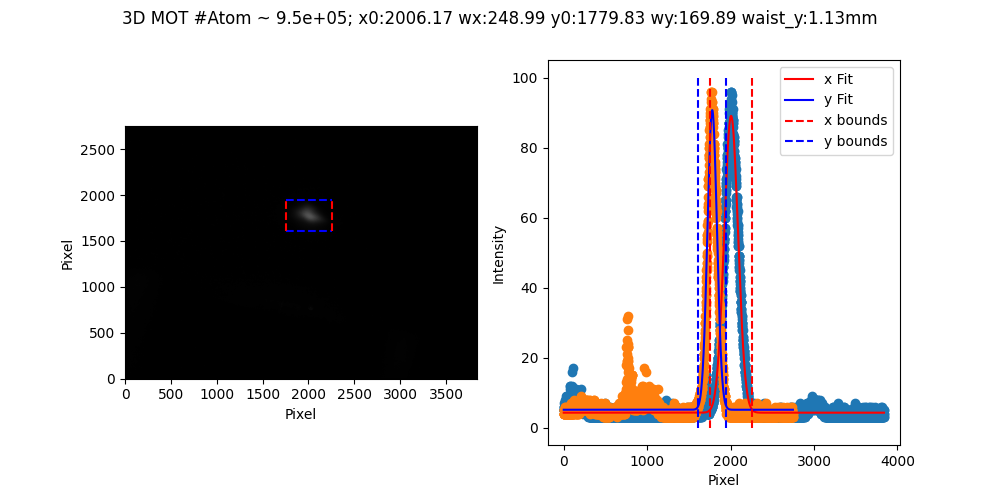 3D MOT #Atom ~ 9.5e+05; x0:2006.17 wx:248.99 y0:1779.83 wy:169.89 waist_y:1.13mm
2500
2000
1500
1000
500
0
Pixel
0 500 1000 1500 2000 2500 3000 3500
Pixel
100
80
60
40
20
0
Intensity
x Fit
y Fit
x bounds
y bounds
0 1000 2000 3000 4000
Pixel